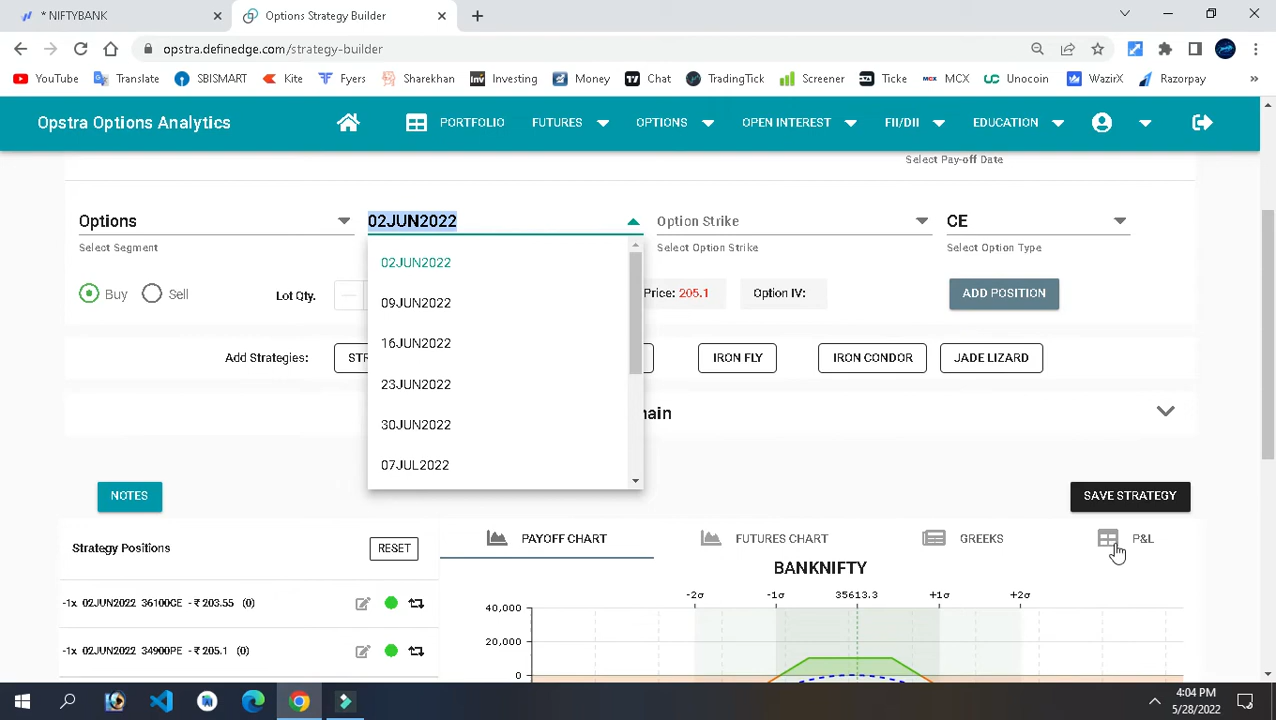 * NIFTYBANK
Options Strategy Builder
opstra.definedge.com/strategy-builder
YouTube Translate SBISMART Kite Fyers Sharekhan Inv Investing Money Chat TradingTick Screener Ticke MCX MCX Unocoin WazirX Razorpay »
Opstra Options Analytics PORTFOLIO FUTURES OPTIONS OPEN INTEREST FII/DII EDUCATION
Select Pay-off Date
Options 02JUN2022 Option Strike CE
Select Segment Select Option Strike Select Option Type
02JUN2022
09JUN2022
16JUN2022
23JUN2022
30JUN2022
07JUL2022
Buy Sell Lot Qty. Price: 205.1 Option IV: ADD POSITION
Add Strategies: STR IRON FLY IRON CONDOR JADE LIZARD
ain
NOTES SAVE STRATEGY
Strategy Positions RESET
PAYOFF CHART FUTURES CHART GREEKS P&L
BANKNIFTY
-2σ -1σ 35613.3 +1σ +2σ
40,000
20,000
0
-1x 02JUN2022 36100CE - ₹ 203.55 (0)
-1x 02JUN2022 34900PE - ₹ 205.1 (0)
4:04 PM
5/28/2022